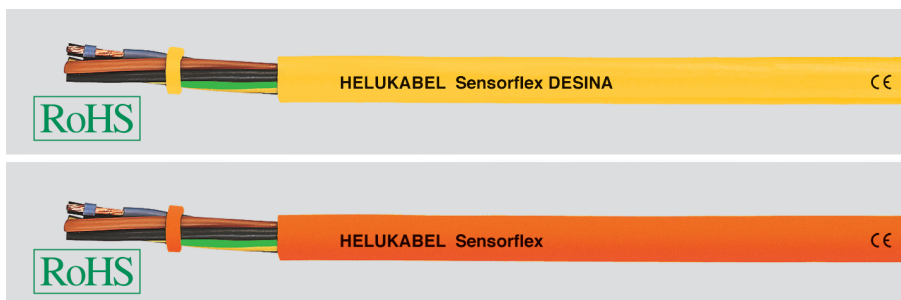 HELUKABEL Sensorflex DESINA CE
RoHS
HELUKABEL Sensorflex CE
RoHS